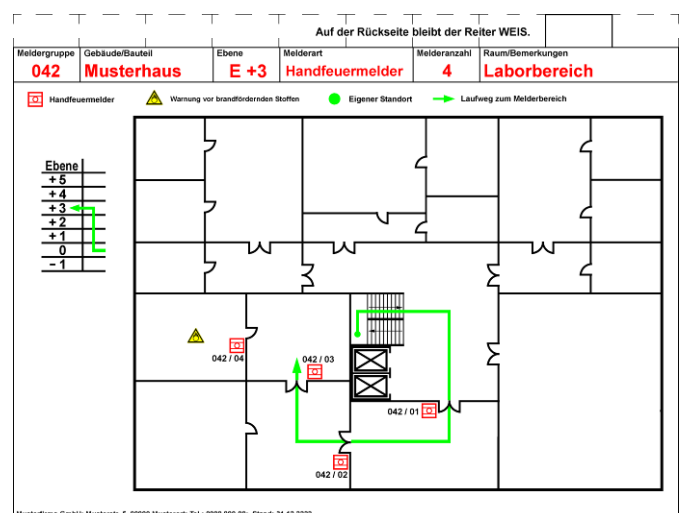 Auf der Rückseite bleibt der Reiter WEIS.
Meldergruppe Gebäude/Bauteil Ebene Melderart Melderanzahl Raum/Bemerkungen
042 Musterhaus E +3 Handfeuermelder 4 Laborbereich
Handfeuermelder Warnung vor brandfördernden Stoffen Eigener Standort Laufweg zum Melderbereich
Ebene
+ 5
+ 4
+ 3
+ 2
+ 1
0
- 1
042 / 04
042 / 03
042 / 01
042 / 02